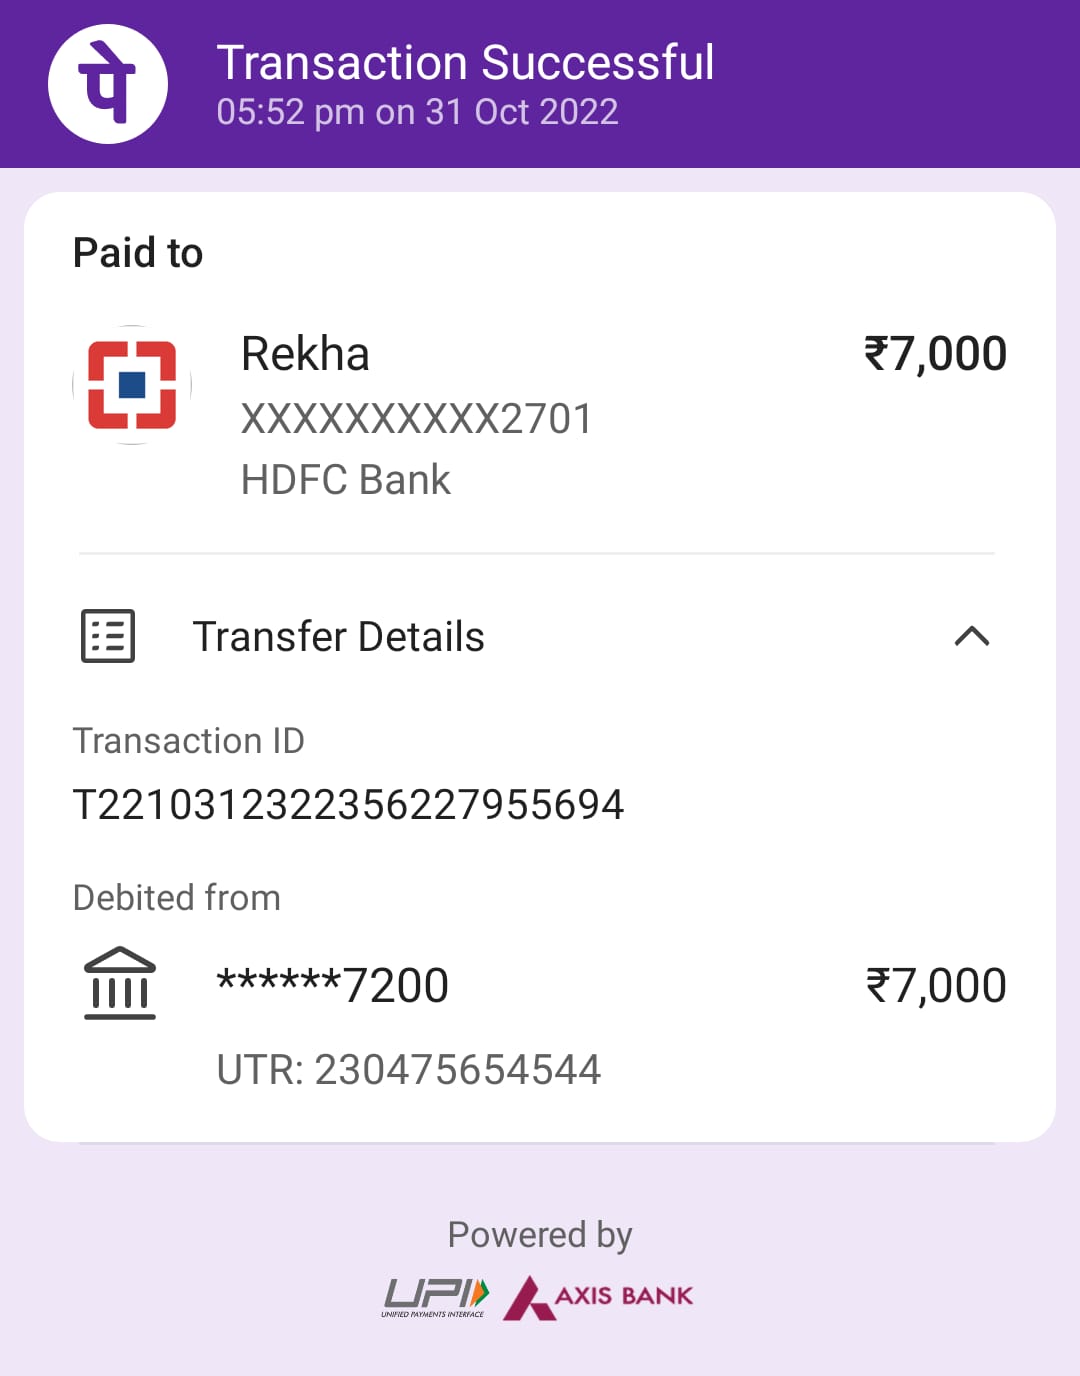 पे
Transaction Successful
05:52 pm on 31 Oct 2022
Paid to
Rekha ₹7,000
XXXXXXXXXX2701
HDFC Bank
Transfer Details
Transaction ID
T2210312322356227955694
Debited from
******7200 ₹7,000
UTR: 230475654544
Powered by
UPI AXIS BANK
UNIFIED PAYMENTS INTERFACE